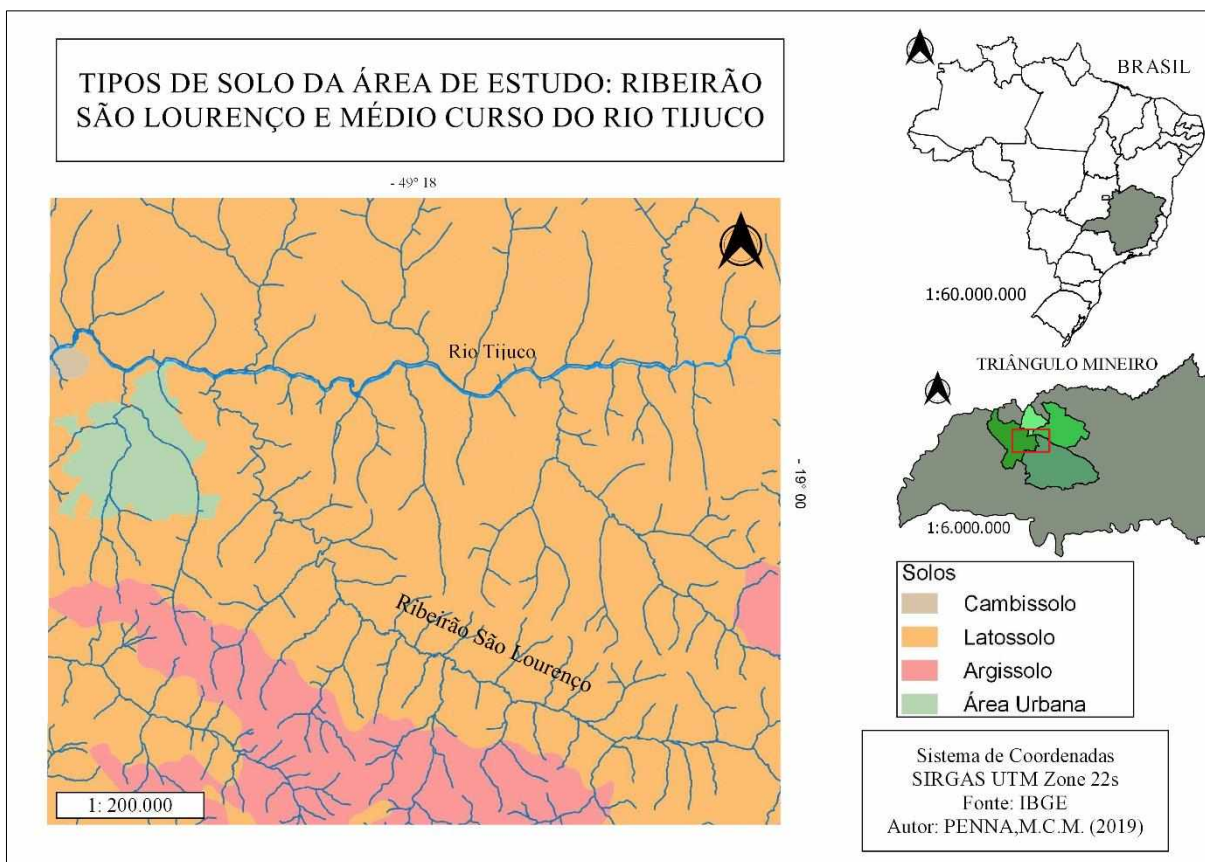 TIPOS DE SOLO DA ÁREA DE ESTUDO: RIBEIRÃO
SÃO LOURENÇO E MÉDIO CURSO DO RIO TIJUCO
- 49° 18
Rio Tijuco
- 19° 00
Ribeirão São Lourenço
1: 200.000
BRASIL
1:60.000.000
TRIÂNGULO MINEIRO
1:6.000.000
Solos
Cambissolo
Latossolo
Argissolo
Área Urbana
Sistema de Coordenadas
SIRGAS UTM Zone 22s
Fonte: IBGE
Autor: PENNA,M.C.M. (2019)